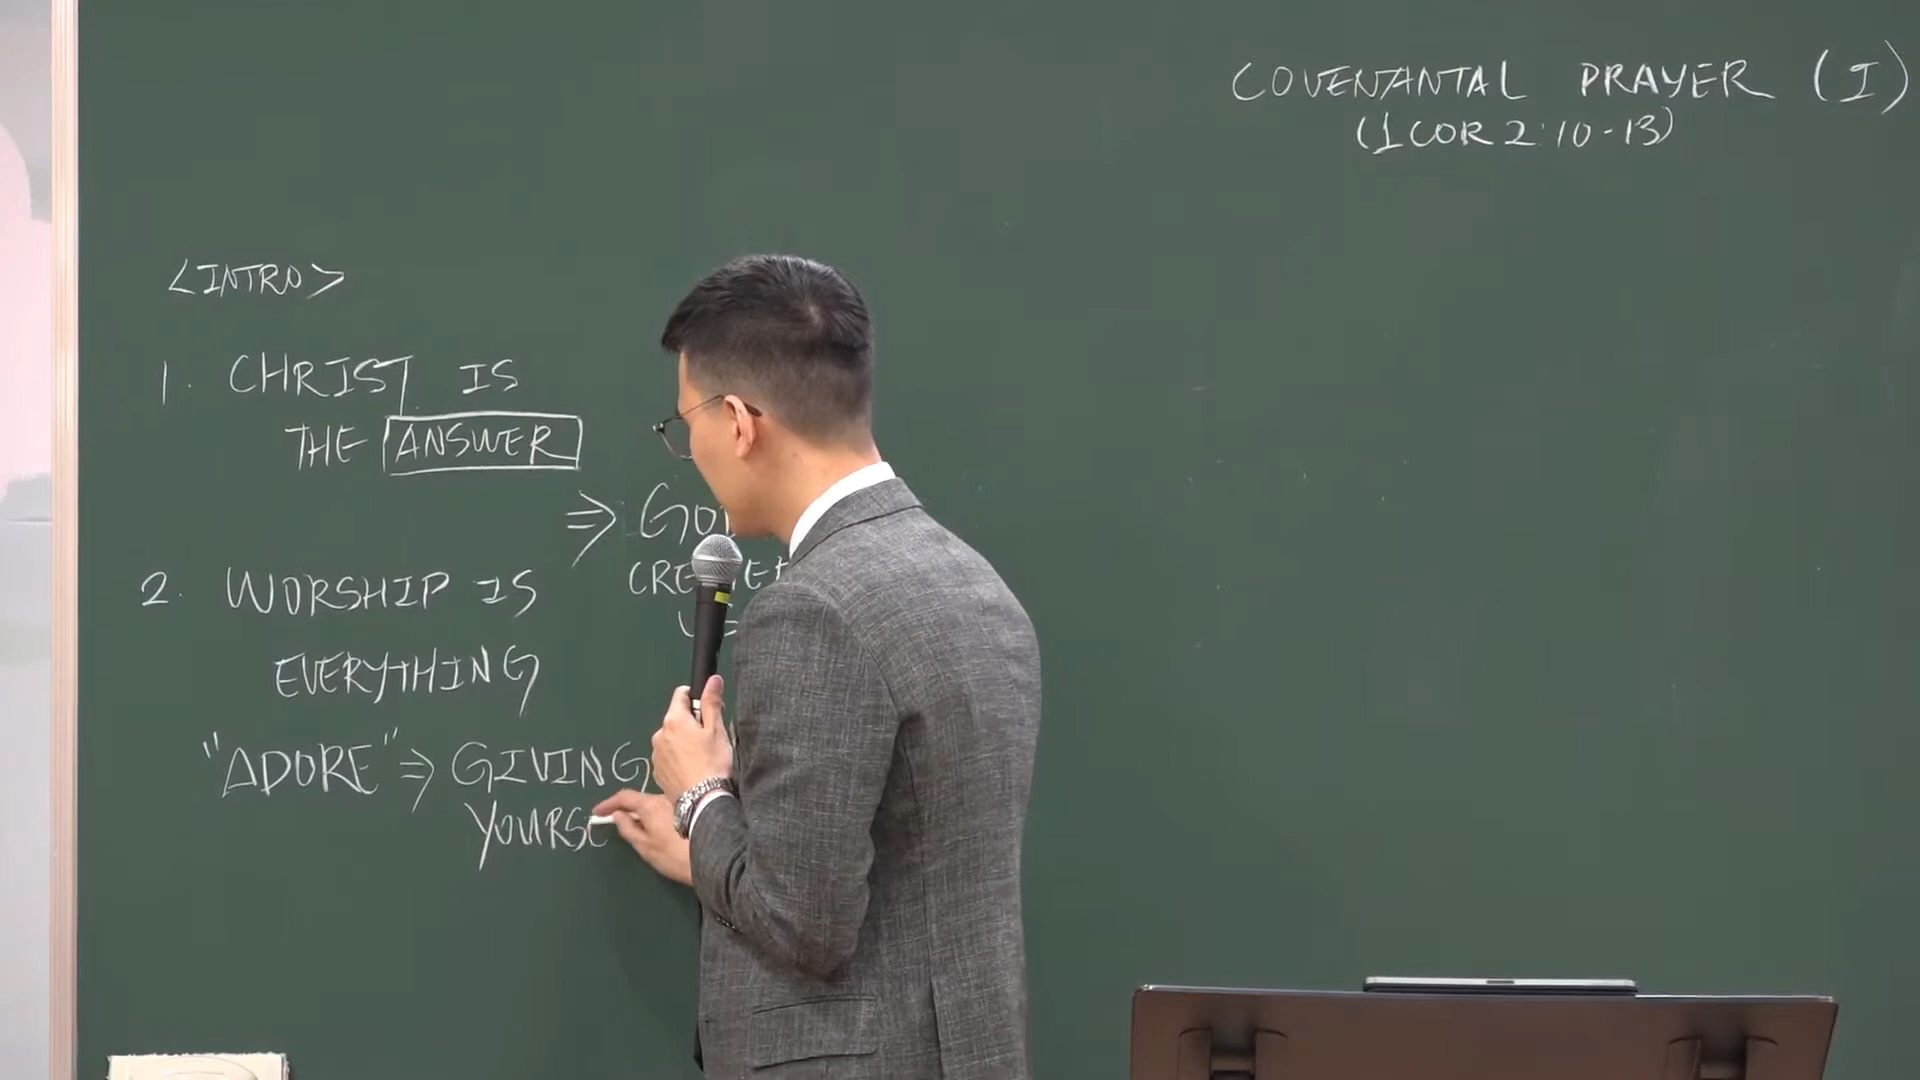 COVENANTAL PRAYER (I)
(1 COR 2:10-13)
<INTRO>
1. CHRIST IS
THE ANSWER
⇒
2. WORSHIP IS
EVERYTHING
"ADORE" ⇒ GIVING